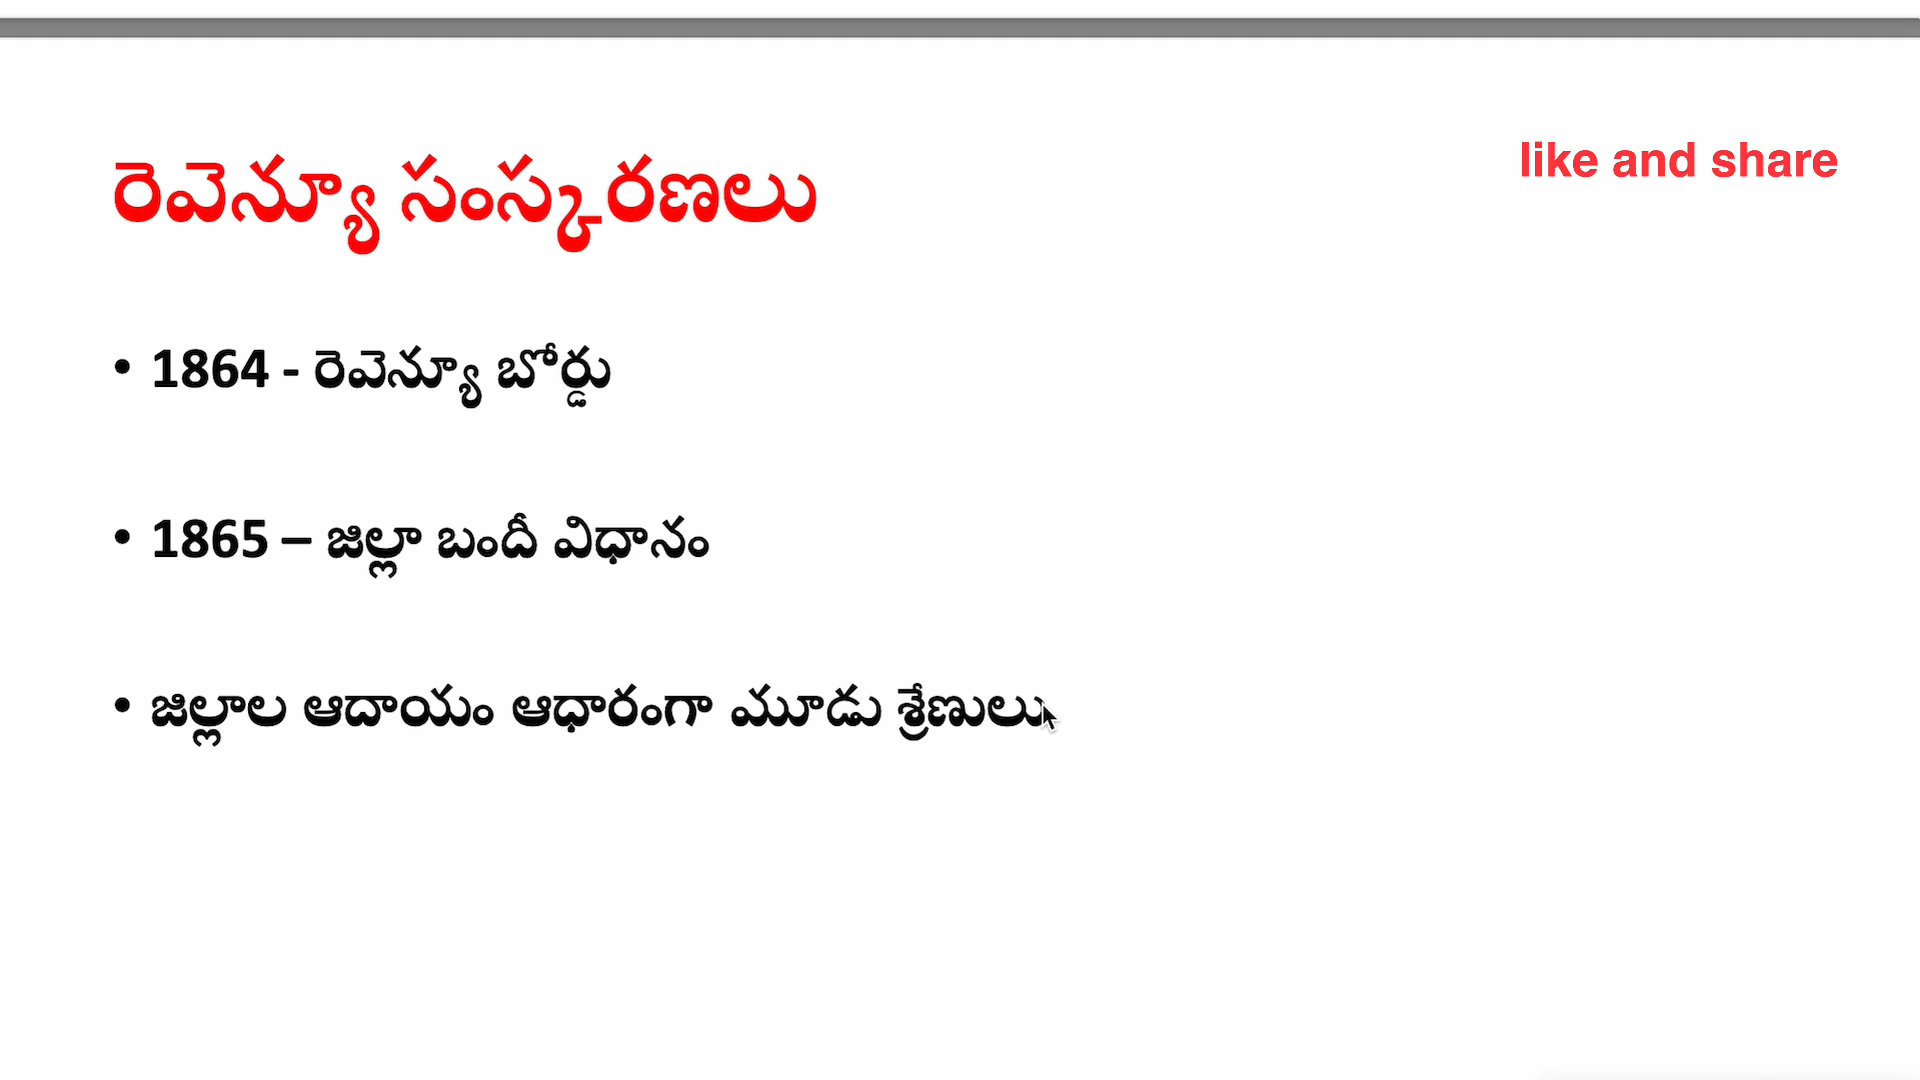 రెవెన్యూ సంస్కరణలు
like and share
• 1864 - రెవెన్యూ బోర్డు
• 1865 – జిల్లా బందీ విధానం
• జిల్లాల ఆదాయం ఆధారంగా మూడు శ్రేణులు